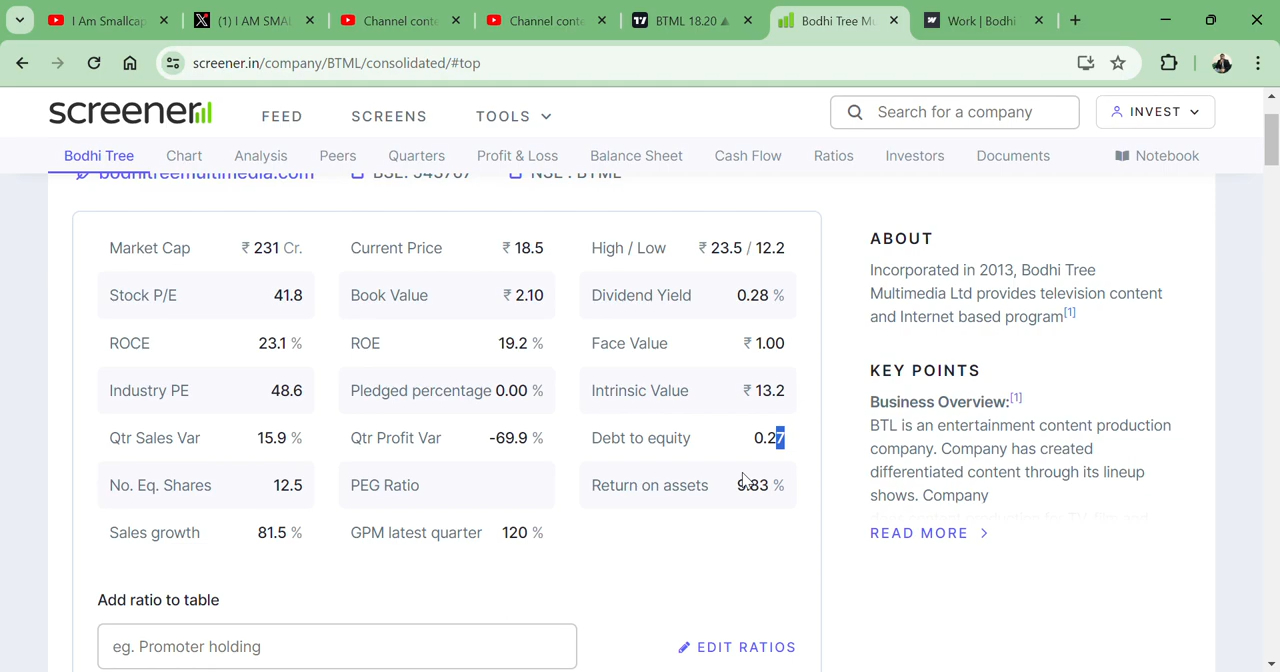 I Am Smallcap
(1) I AM SMAL
Channel conte
Channel conte
BTML 18.20
Bodhi Tree Mu
Work | Bodhi
screener.in/company/BTML/consolidated/#top
screener
FEED
SCREENS
TOOLS
Search for a company
INVEST
Bodhi Tree
Chart
Analysis
Peers
Quarters
Profit & Loss
Balance Sheet
Cash Flow
Ratios
Investors
Documents
Notebook
bodhitreemultimedia.com
BSE: 543767
NSE : BTML
Market Cap ₹ 231 Cr.
Current Price ₹ 18.5
High / Low ₹ 23.5 / 12.2
Stock P/E 41.8
Book Value ₹ 2.10
Dividend Yield 0.28 %
ROCE 23.1 %
ROE 19.2 %
Face Value ₹ 1.00
Industry PE 48.6
Pledged percentage 0.00 %
Intrinsic Value ₹ 13.2
Qtr Sales Var 15.9 %
Qtr Profit Var -69.9 %
Debt to equity 0.27
No. Eq. Shares 12.5
PEG Ratio
Return on assets 9.83 %
Sales growth 81.5 %
GPM latest quarter 120 %
Add ratio to table
eg. Promoter holding
EDIT RATIOS
ABOUT
Incorporated in 2013, Bodhi Tree
Multimedia Ltd provides television content
and Internet based program[1]
KEY POINTS
Business Overview:[1]
BTL is an entertainment content production
company. Company has created
differentiated content through its lineup
shows. Company
READ MORE